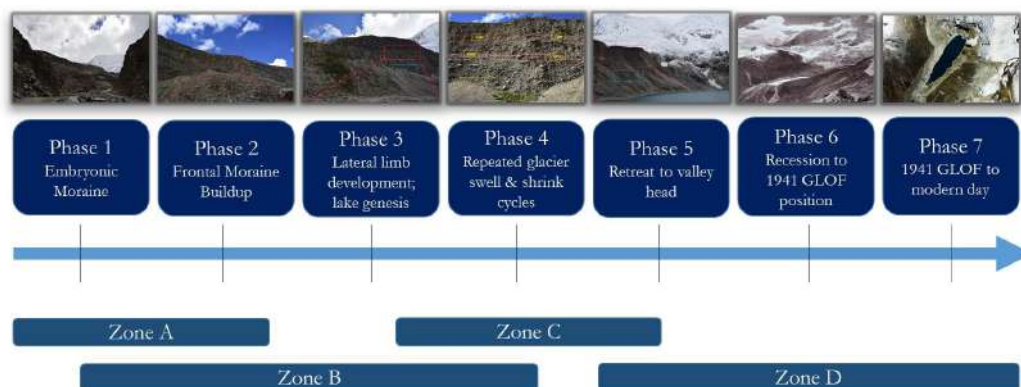 Phase 1
Embryonic
Moraine
Phase 2
Frontal Moraine
Buildup
Phase 3
Lateral limb
development;
lake genesis
Phase 4
Repeated glacier
swell & shrink
cycles
Phase 5
Retreat to valley
head
Phase 6
Recession to
1941 GLOF
position
Phase 7
1941 GLOF to
modern day
Zone A
Zone C
Zone B
Zone D